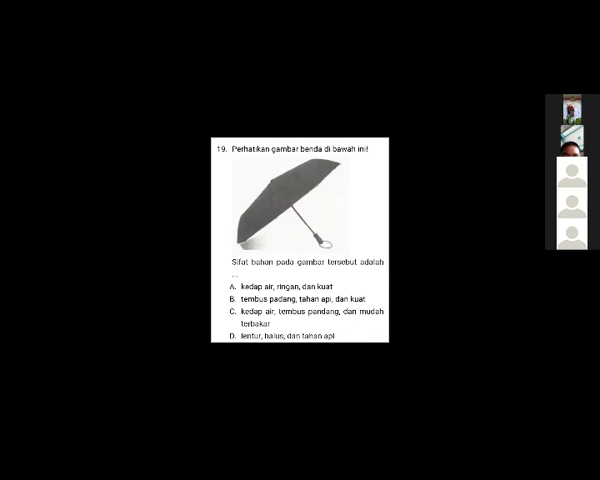 19. Perhatikan gambar benda di bawah ini!
Sifat bahan pada gambar tersebut adalah
...
A. kedap air, ringan, dan kuat
B. tembus padang, tahan api, dan kuat
C. kedap air, tembus pandang, dan mudah
terbakar
D. lentur, halus, dan tahan api